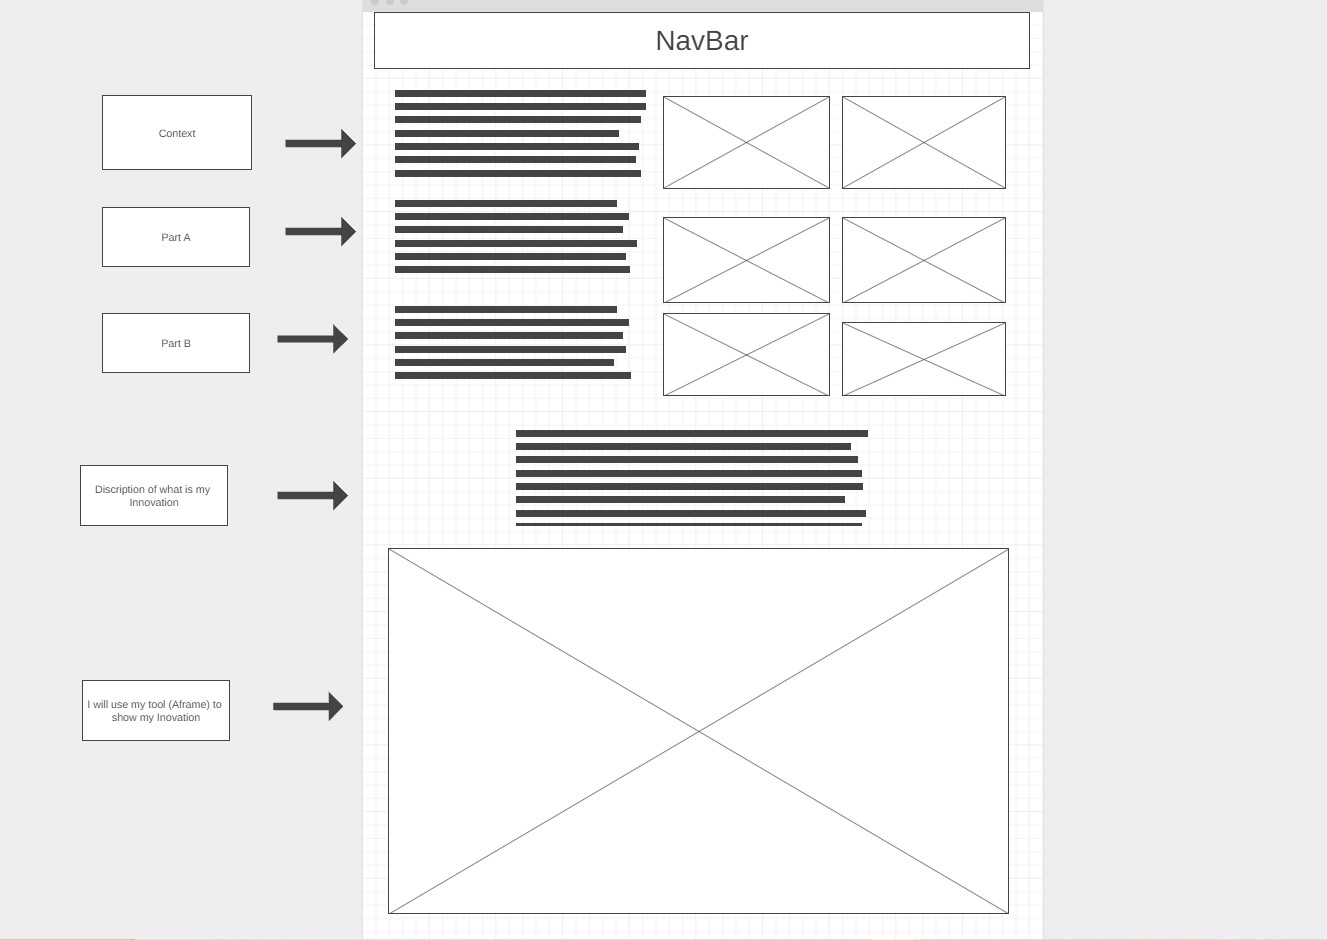 NavBar
Context
Part A
Part B
Discription of what is my
Innovation
I will use my tool (Aframe) to
show my Inovation